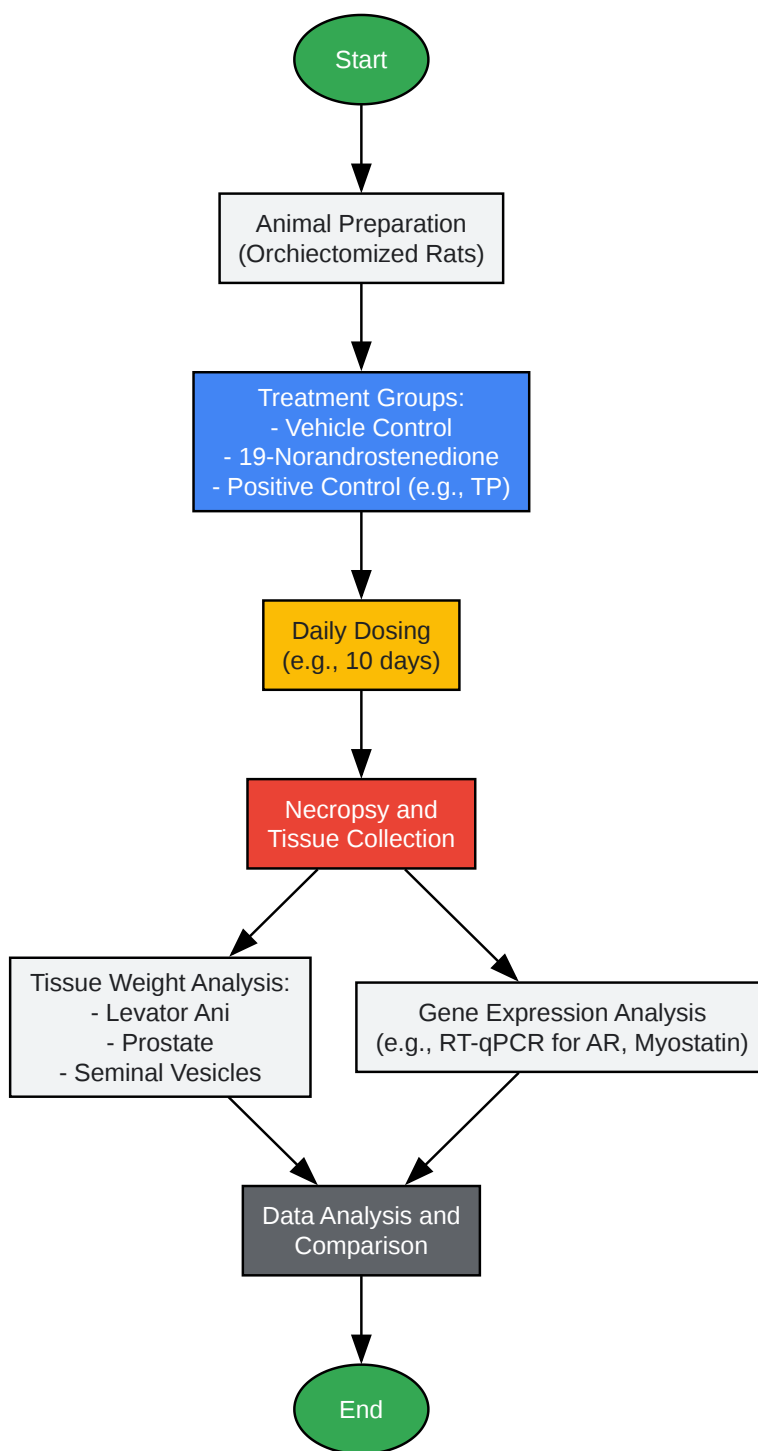 Start
Animal Preparation
(Orchiectomized Rats)
Treatment Groups:
- Vehicle Control
- 19-Norandrostenedione
- Positive Control (e.g., TP)
Daily Dosing
(e.g., 10 days)
Necropsy and
Tissue Collection
Tissue Weight Analysis:
- Levator Ani
- Prostate
- Seminal Vesicles
Gene Expression Analysis
(e.g., RT-qPCR for AR, Myostatin)
Data Analysis and
Comparison
End